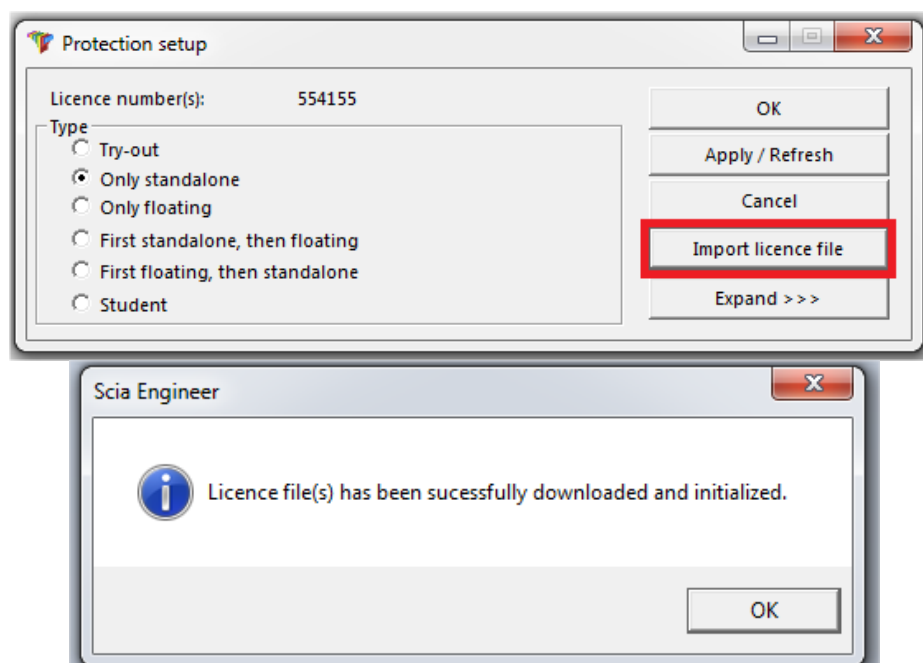 Protection setup
Licence number(s): 554155
OK
Type
Try-out
Apply / Refresh
Only standalone
Cancel
Only floating
First standalone, then floating
Import licence file
First floating, then standalone
Student
Expand >>>
Scia Engineer
Licence file(s) has been sucessfully downloaded and initialized.
OK